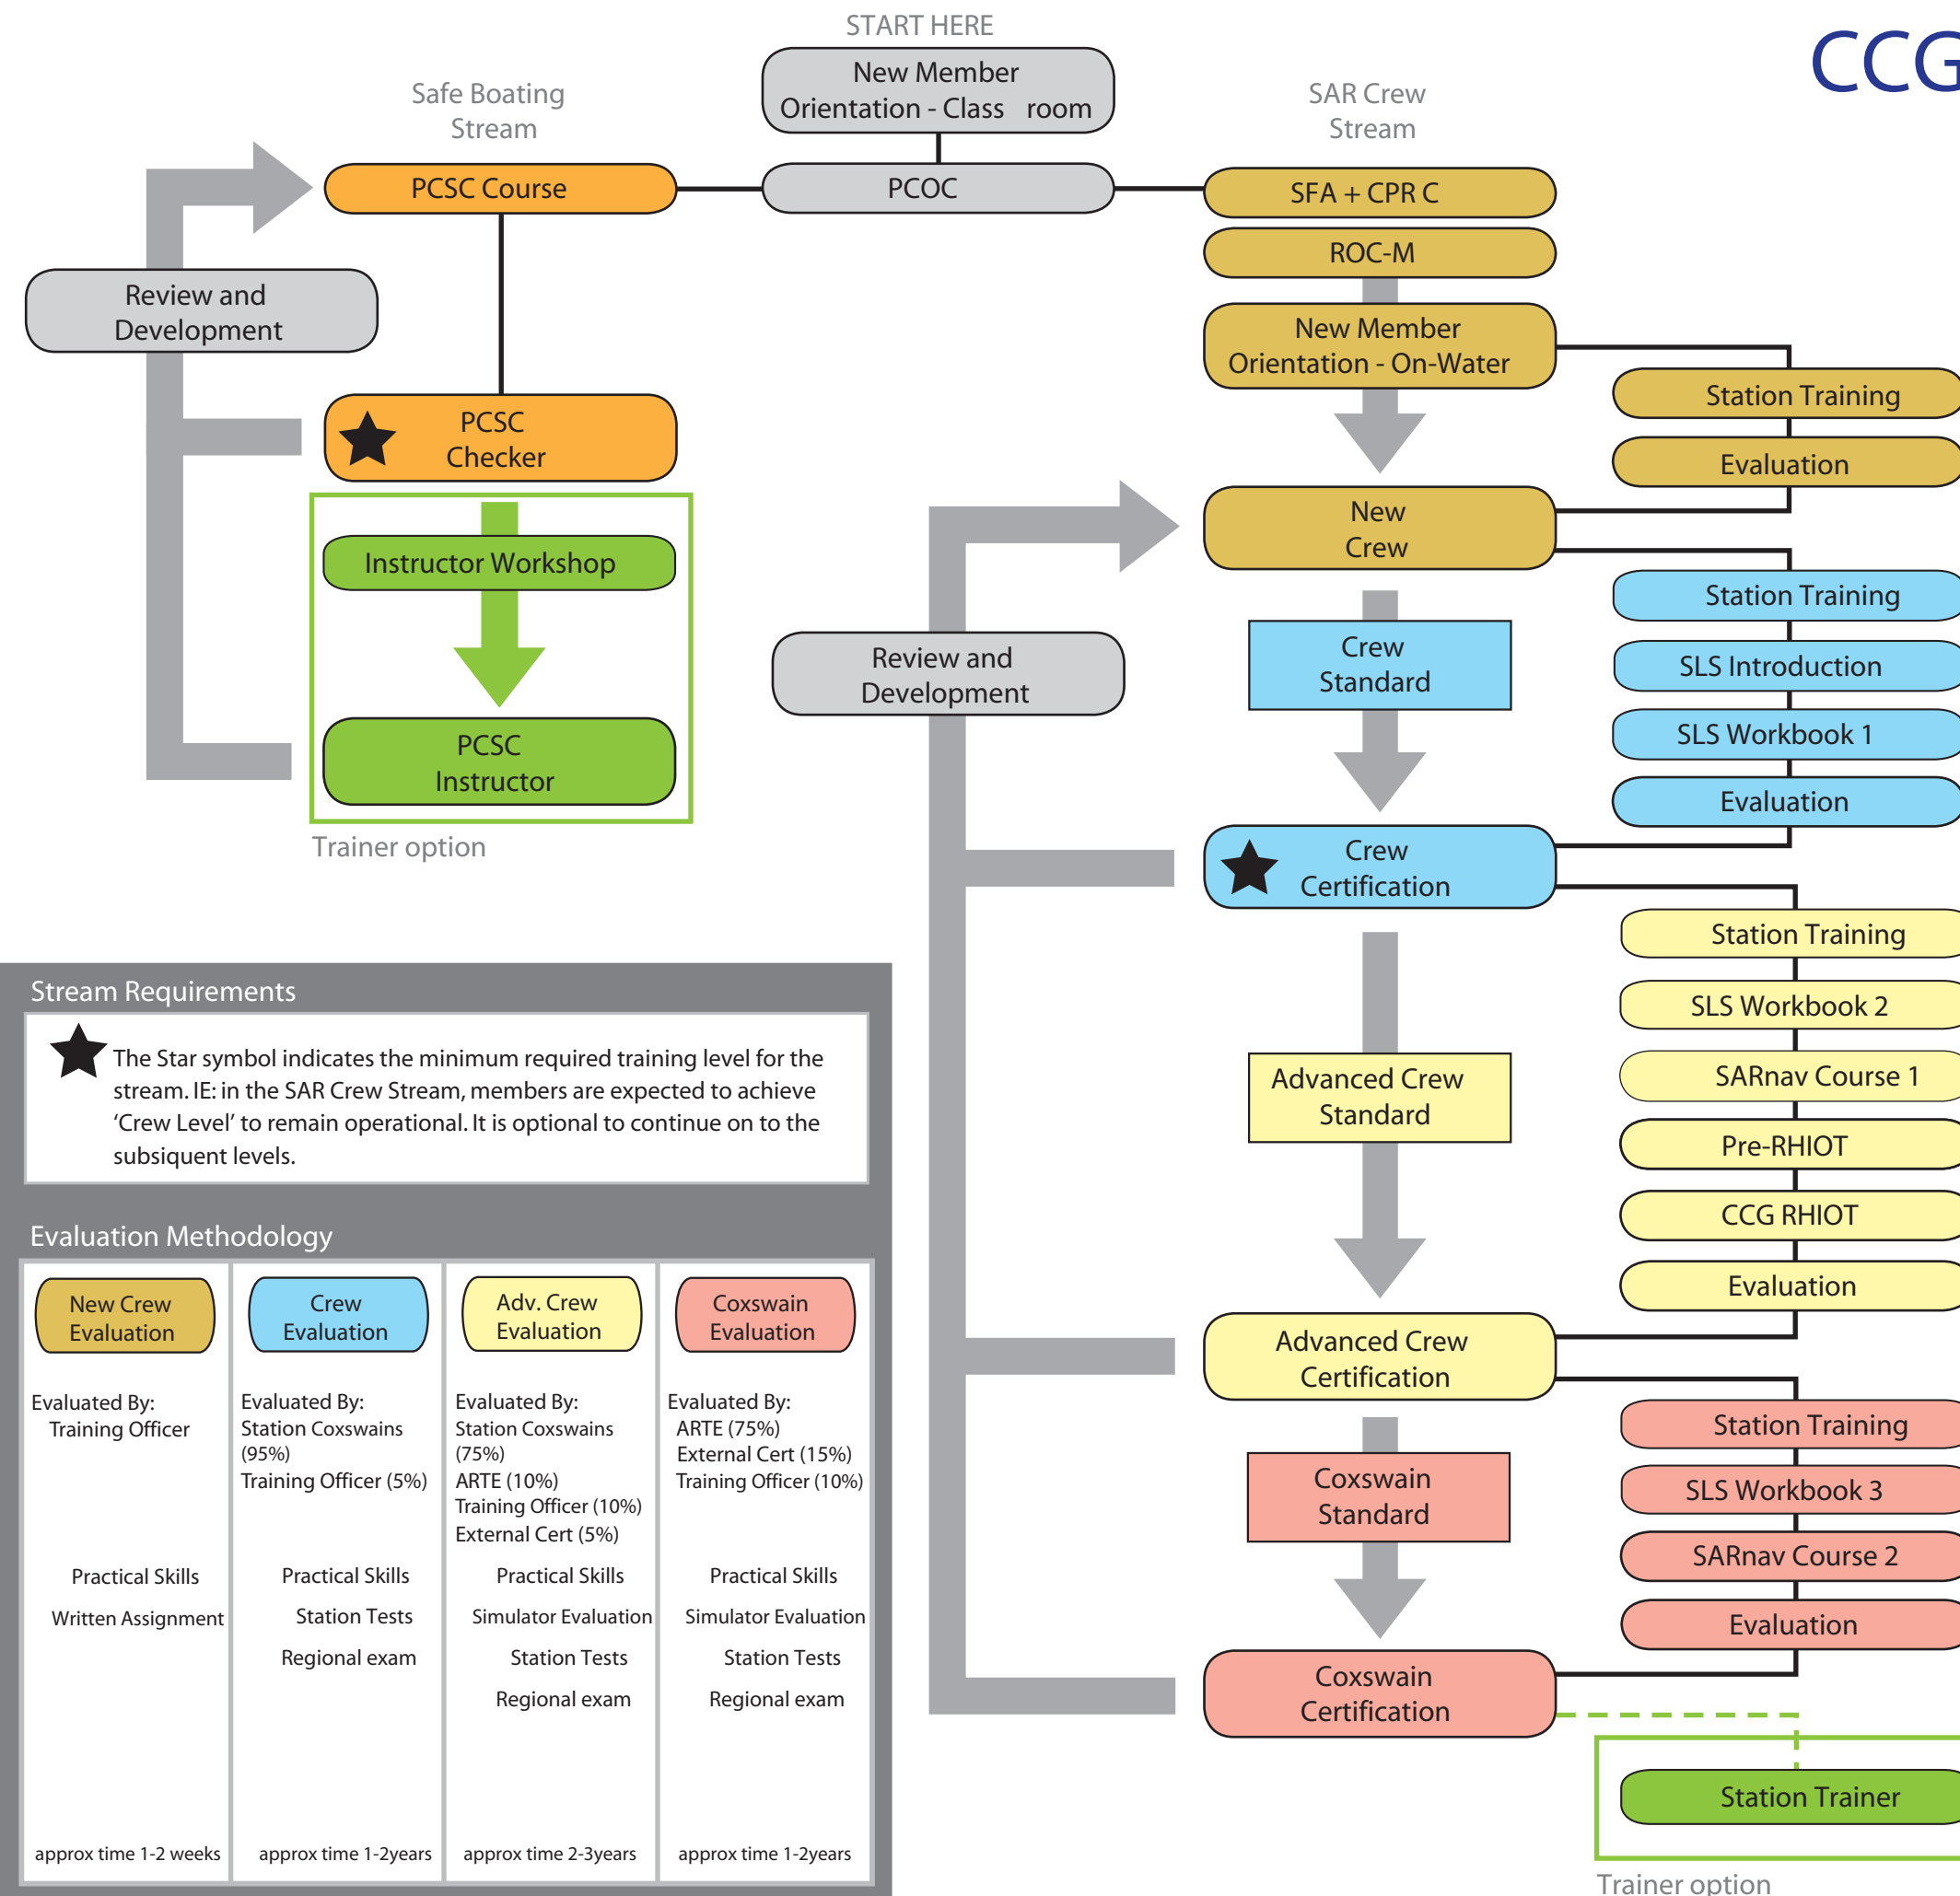 START HERE
CCG
New Member
Orientation - Class room
Safe Boating
Stream
SAR Crew
Stream
PCSC Course
PCOC
SFA + CPR C
ROC-M
Review and
Development
New Member
Orientation - On-Water
Station Training
Evaluation
PCSC
Checker
Instructor Workshop
PCSC
Instructor
Trainer option
New
Crew
Station Training
SLS Introduction
SLS Workbook 1
Evaluation
Review and
Development
Crew
Standard
Crew
Certification
Station Training
SLS Workbook 2
SARnav Course 1
Pre-RHIOT
CCG RHIOT
Evaluation
Advanced Crew
Standard
Advanced Crew
Certification
Station Training
SLS Workbook 3
SARnav Course 2
Evaluation
Coxswain
Standard
Coxswain
Certification
Station Trainer
Trainer option
Stream Requirements
The Star symbol indicates the minimum required training level for the
stream. IE: in the SAR Crew Stream, members are expected to achieve
‘Crew Level’ to remain operational. It is optional to continue on to the
subsiquent levels.
Evaluation Methodology
New Crew
Evaluation
Evaluated By:
Training Officer
Practical Skills
Written Assignment
approx time 1-2 weeks
Crew
Evaluation
Evaluated By:
Station Coxswains
(95%)
Training Officer (5%)
Practical Skills
Station Tests
Regional exam
approx time 1-2years
Adv. Crew
Evaluation
Evaluated By:
Station Coxswains
(75%)
ARTE (10%)
Training Officer (10%)
External Cert (5%)
Practical Skills
Simulator Evaluation
Station Tests
Regional exam
approx time 2-3years
Coxswain
Evaluation
Evaluated By:
ARTE (75%)
External Cert (15%)
Training Officer (10%)
Practical Skills
Simulator Evaluation
Station Tests
Regional exam
approx time 1-2years